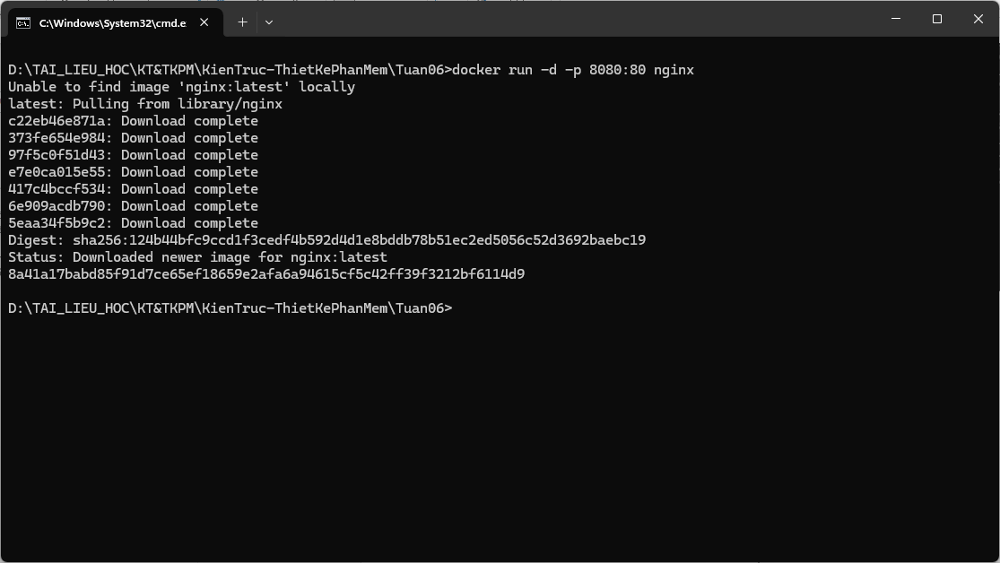 C:\Windows\System32\cmd.e
D:\TAI_LIEU_HOC\KT&TKPM\KienTruc-ThietKePhanMem\Tuan06>docker run -d -p 8080:80 nginx
Unable to find image 'nginx:latest' locally
latest: Pulling from library/nginx
c22eb46e871a: Download complete
373fe654e984: Download complete
97f5c0f51d43: Download complete
e7e0ca015e55: Download complete
417c4bccf534: Download complete
6e909acdb790: Download complete
5eaa34f5b9c2: Download complete
Digest: sha256:124b44bfc9ccd1f3cedf4b592d4d1e8bddb78b51ec2ed5056c52d3692baebc19
Status: Downloaded newer image for nginx:latest
8a41a17babd85f91d7ce65ef18659e2afa6a94615cf5c42ff39f3212bf6114d9
D:\TAI_LIEU_HOC\KT&TKPM\KienTruc-ThietKePhanMem\Tuan06>